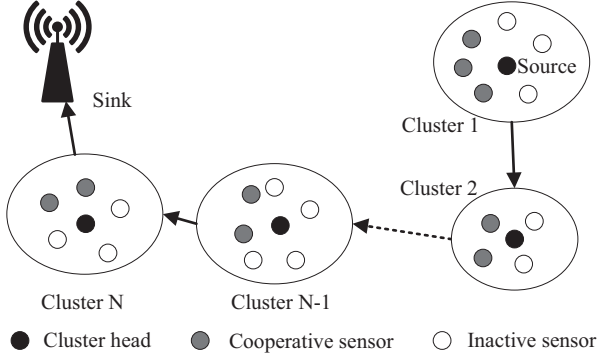 Source
Sink
Cluster 1
Cluster 2
Cluster N
Cluster N-1
Cluster head
Cooperative sensor
Inactive sensor